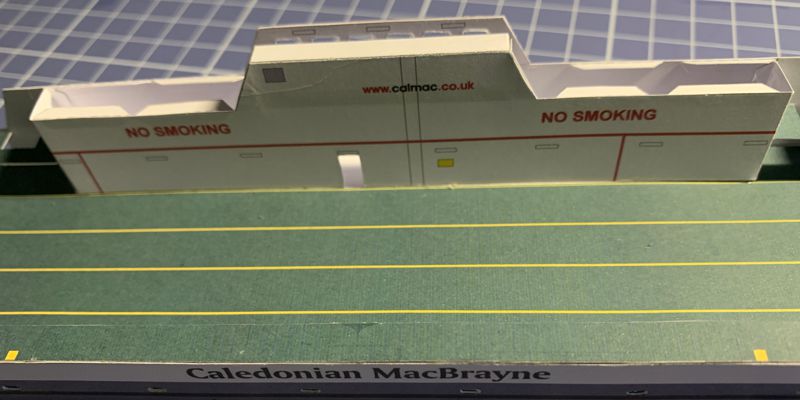 www.calmac.co.uk
NO SMOKING
NO SMOKING
Caledonian MacBrayne